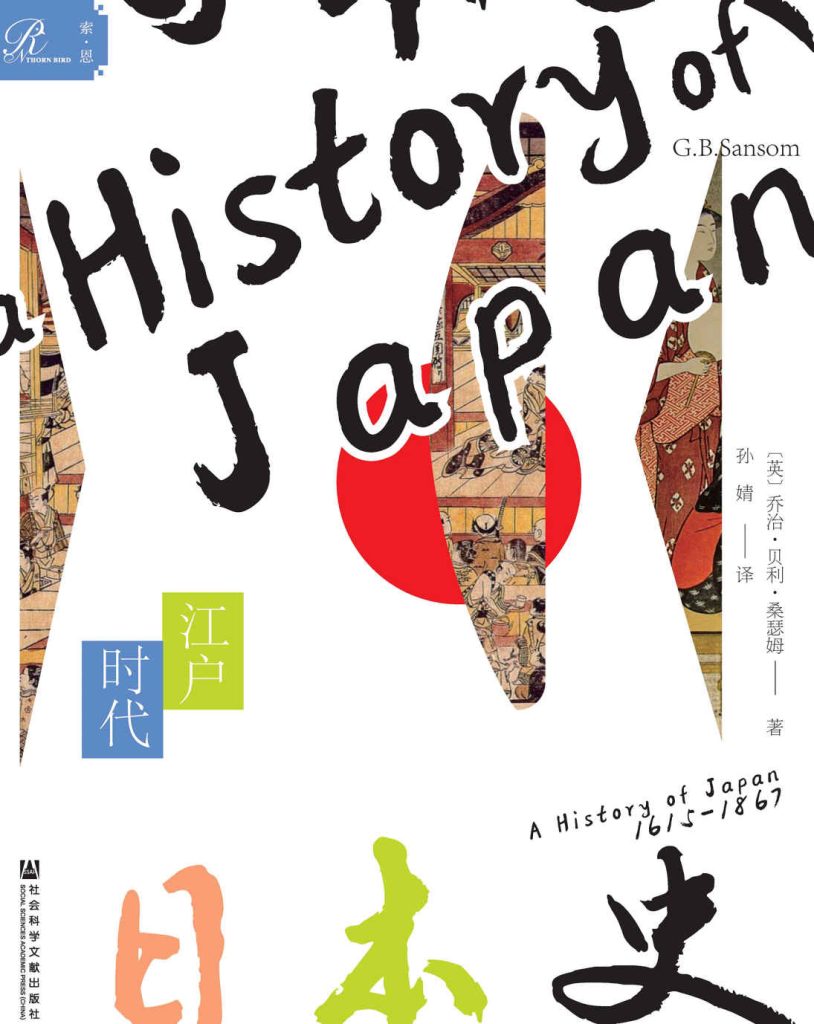 索·恩
THORN BIRD
a History of
G.B.Sansom
Japan
〔英〕乔治·贝利·桑瑟姆——著
孙婧——译
江户
时代
A History of Japan
1615-1867
日本史
社会科学文献出版社
SOCIAL SCIENCES ACADEMIC PRESS (CHINA)